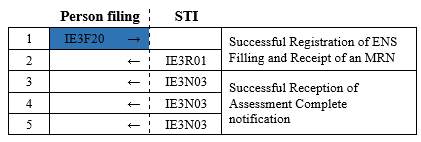 Person filing STI
1 IE3F20 → Successful Registration of ENS
2 ← IE3R01 Filling and Receipt of an MRN
3 ← IE3N03 Successful Reception of
4 ← IE3N03 Assessment Complete
5 ← IE3N03 notification